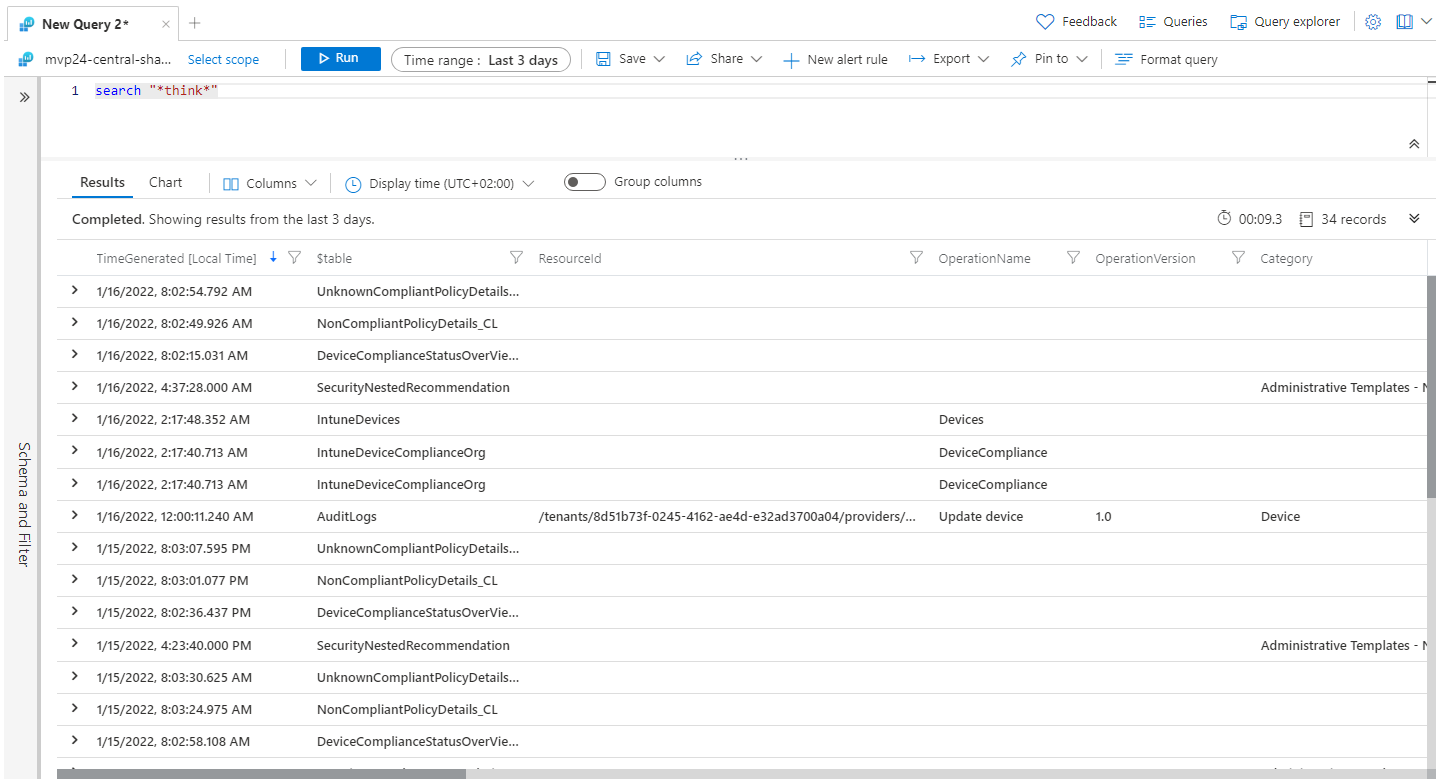 New Query 2*
Feedback Queries Query explorer
mvp24-central-sha... Select scope Run Time range : Last 3 days Save Share New alert rule Export Pin to Format query
1 search "*think*"
Results Chart Columns Display time (UTC+02:00) Group columns
Completed. Showing results from the last 3 days. 00:09.3 34 records
TimeGenerated [Local Time] $table ResourceId OperationName OperationVersion Category
1/16/2022, 8:02:54.792 AM UnknownCompliantPolicyDetails...
1/16/2022, 8:02:49.926 AM NonCompliantPolicyDetails_CL
1/16/2022, 8:02:15.031 AM DeviceComplianceStatusOverVie...
1/16/2022, 4:37:28.000 AM SecurityNestedRecommendation Administrative Templates -
1/16/2022, 2:17:48.352 AM IntuneDevices Devices
1/16/2022, 2:17:40.713 AM IntuneDeviceComplianceOrg DeviceCompliance
1/16/2022, 2:17:40.713 AM IntuneDeviceComplianceOrg DeviceCompliance
1/16/2022, 12:00:11.240 AM AuditLogs /tenants/8d51b73f-0245-4162-ae4d-e32ad3700a04/providers/... Update device 1.0 Device
1/15/2022, 8:03:07.595 PM UnknownCompliantPolicyDetails...
1/15/2022, 8:03:01.077 PM NonCompliantPolicyDetails_CL
1/15/2022, 8:02:36.437 PM DeviceComplianceStatusOverVie...
1/15/2022, 4:23:40.000 PM SecurityNestedRecommendation Administrative Templates -
1/15/2022, 8:03:30.625 AM UnknownCompliantPolicyDetails...
1/15/2022, 8:03:24.975 AM NonCompliantPolicyDetails_CL
1/15/2022, 8:02:58.108 AM DeviceComplianceStatusOverVie...
Schema and Filter